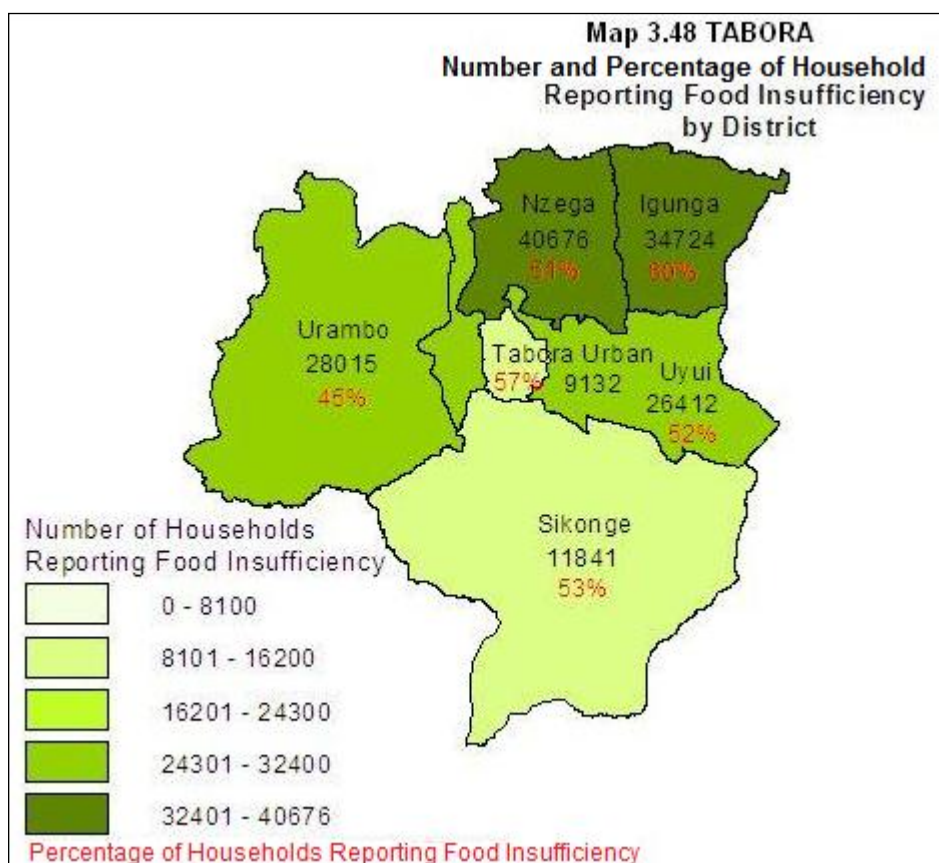 Map 3.48 TABORA
Number and Percentage of Household
Reporting Food Insufficiency
by District
Nzega
40676
Igunga
34724
Urambo
28015
45%
Tabora Urban
9132
57%
Uyui
26412
52%
Sikonge
11841
53%
Number of Households
Reporting Food Insufficiency
0 - 8100
8101 - 16200
16201 - 24300
24301 - 32400
32401 - 40676
Percentage of Households Reporting Food Insufficiency